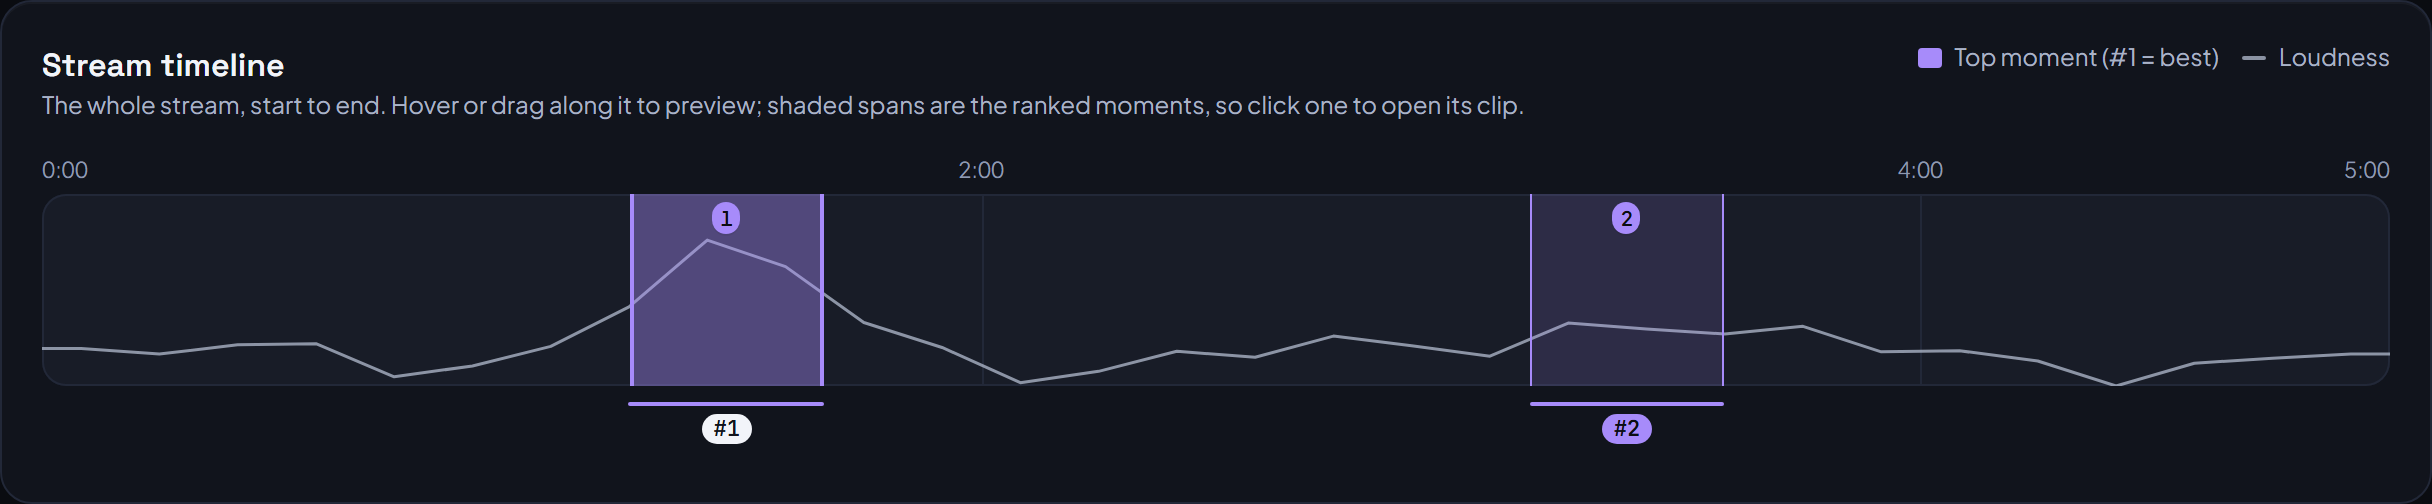 Stream timeline
Top moment (#1 = best)
Loudness
The whole stream, start to end. Hover or drag along it to preview; shaded spans are the ranked moments, so click one to open its clip.
0:00
2:00
4:00
5:00
1
2
#1
#2